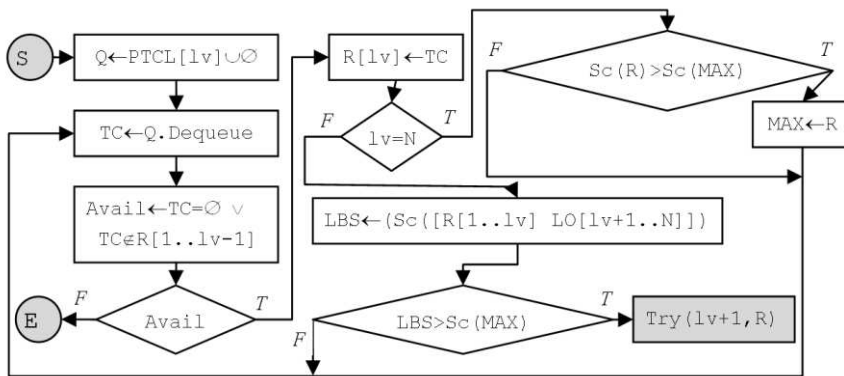 S
Q←PTCL[lv]∪∅
TC←Q.Dequeue
Avail←TC=∅ ∨
TC∉R[1..lv-1]
Avail
F
T
E
R[lv]←TC
lv=N
F
T
Sc(R)>Sc(MAX)
F
T
MAX←R
LBS←(Sc([R[1..lv] LO[lv+1..N]])
LBS>Sc(MAX)
F
T
Try(lv+1,R)